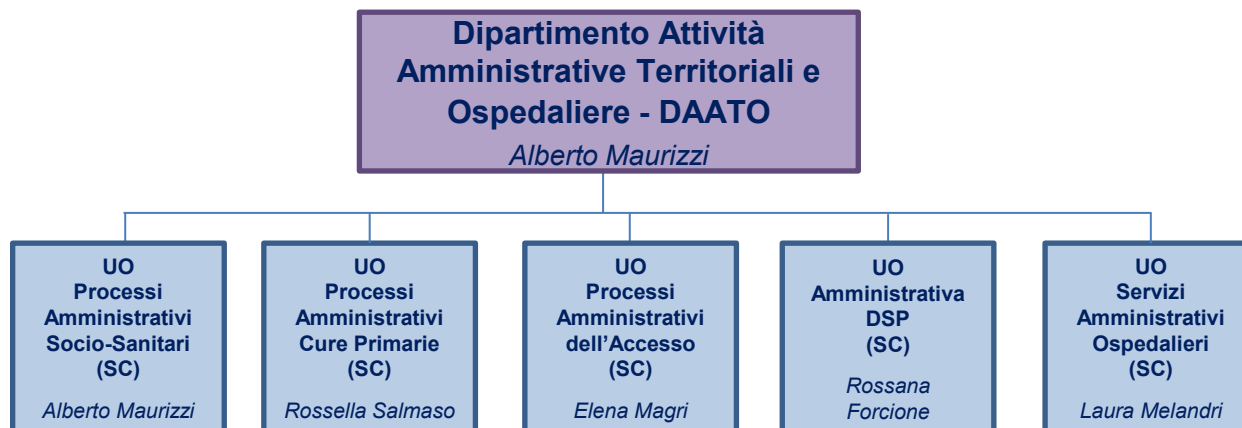 Dipartimento Attività
Amministrative Territoriali e
Ospedaliere - DAATO
Alberto Maurizzi
UO
Processi
Amministrativi
Socio-Sanitari
(SC)
Alberto Maurizzi
UO
Processi
Amministrativi
Cure Primarie
(SC)
Rossella Salmaso
UO
Processi
Amministrativi
dell’Accesso
(SC)
Elena Magri
UO
Amministrativa
DSP
(SC)
Rossana
Forcione
UO
Servizi
Amministrativi
Ospedalieri
(SC)
Laura Melandri